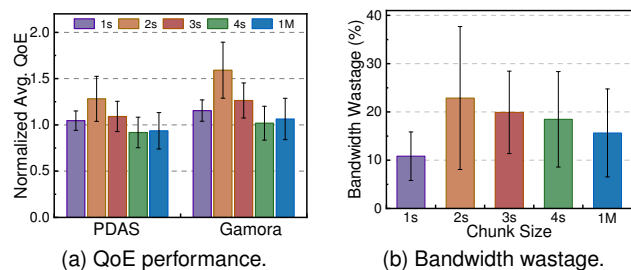 1s 2s 3s 4s 1M
Normalized Avg. QoE
2.0
1.5
1.0
0.5
0.0
PDAS Gamora
(a) QoE performance.
Bandwidth Wastage (%)
40
30
20
10
0
1s 2s 3s 4s 1M
Chunk Size
(b) Bandwidth wastage.